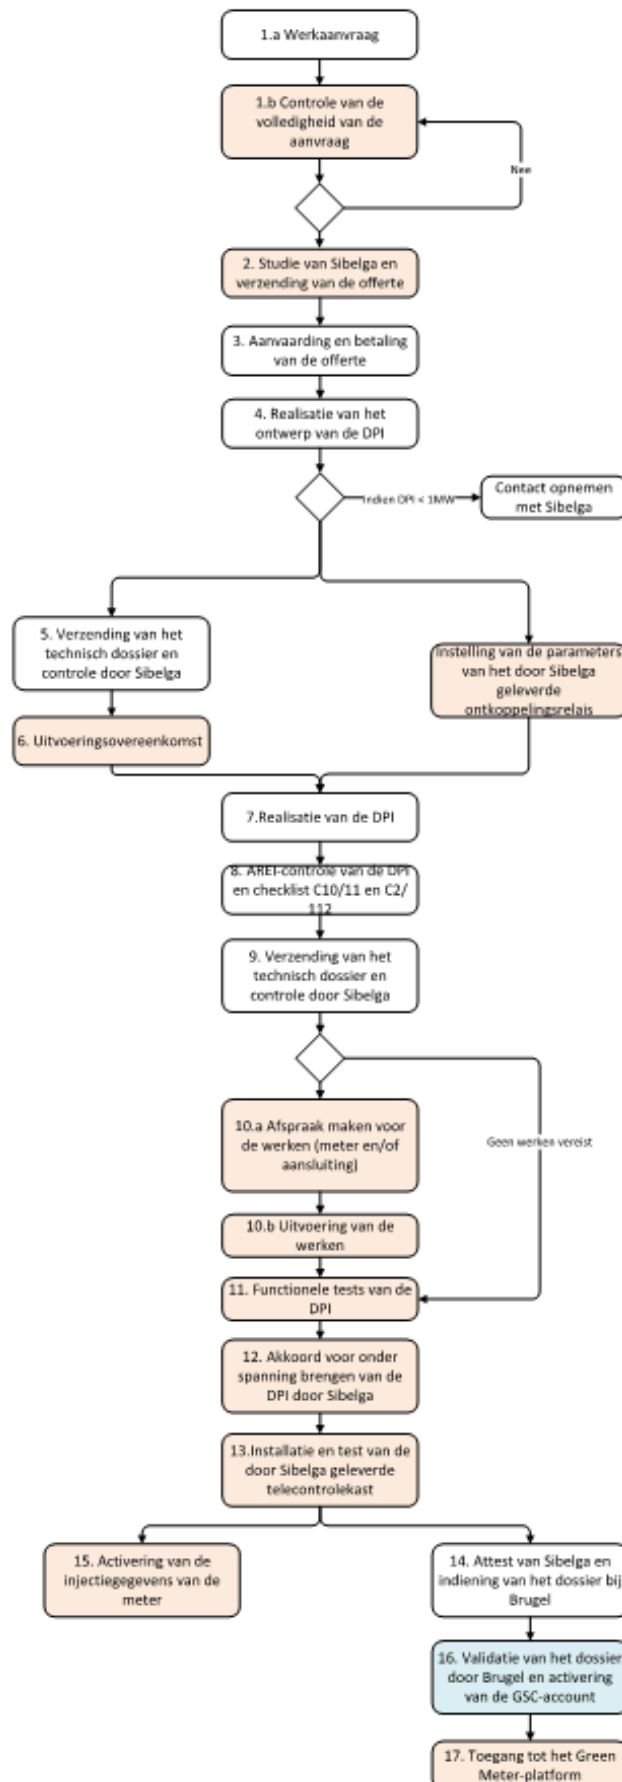 1.a Werkaanvraag
1.b Controle van de
volledigheid van de
aanvraag
Nee
2. Studie van Sibelga en
verzending van de offerte
3. Aanvaarding en betaling
van de offerte
4. Realisatie van het
ontwerp van de DPI
Indien DPI < 1MW
Contact opnemen
met Sibelga
5. Verzending van het
technisch dossier en
controle door Sibelga
Instelling van de parameters
van het door Sibelga
geleverde
ontkoppelingsrelais
6. Uitvoeringsovereenkomst
7.Realisatie van de DPI
8. AREI-controle van de DPI
en checklist C10/11 en C2/
112
9. Verzending van het
technisch dossier en
controle door Sibelga
10.a Afspraak maken voor
de werken (meter en/of
aansluiting)
Geen werken vereist
10.b Uitvoering van de
werken
11. Functionele tests van de
DPI
12. Akkoord voor onder
spanning brengen van de
DPI door Sibelga
13.Installatie en test van de
door Sibelga geleverde
telecontrolekast
15. Activering van de
injectiegegevens van de
meter
14. Attest van Sibelga en
indiening van het dossier bij
Brugel
16. Validatie van het dossier
door Brugel en activering
van de GSC-account
17. Toegang tot het Green
Meter-platform